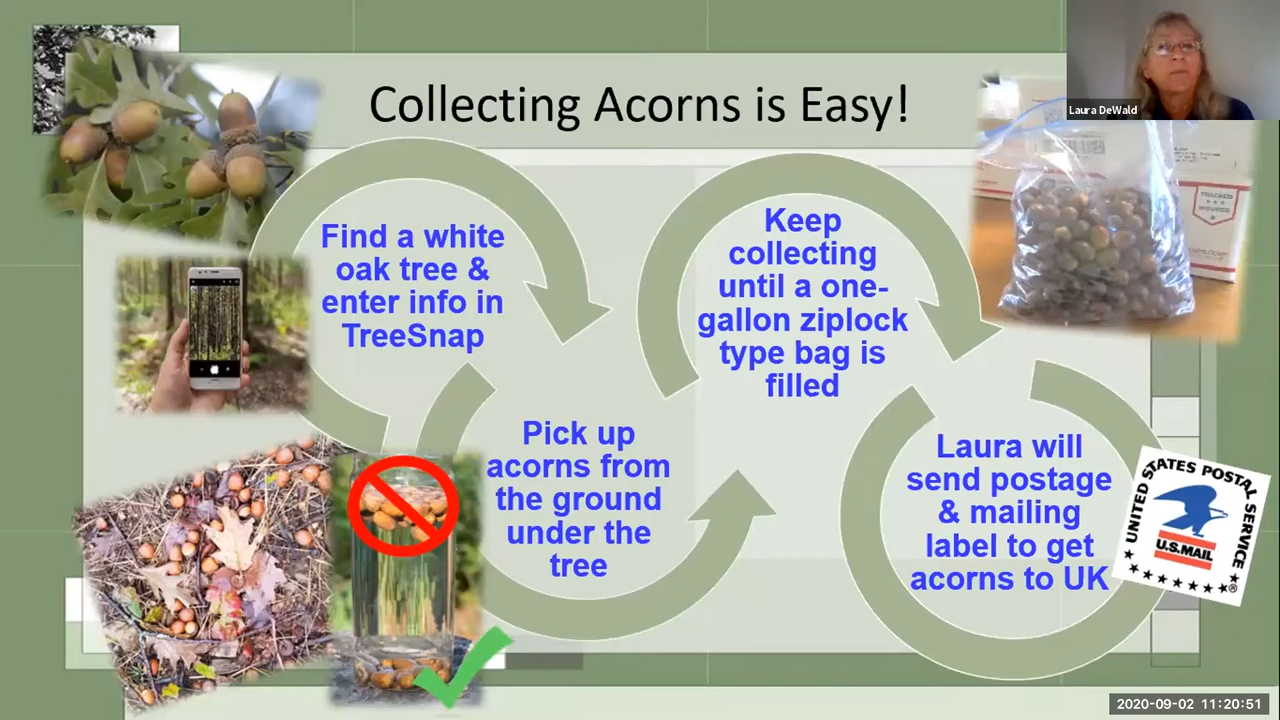 Collecting Acorns is Easy!
Laura DeWald
Find a white
oak tree &
enter info in
TreeSnap
Pick up
acorns from
the ground
under the
tree
Keep
collecting
until a one-
gallon ziplock
type bag is
filled
Laura will
send postage
& mailing
label to get
acorns to UK
TRACKED
INSURED
UNITED STATES POSTAL SERVICE
U.S.MAIL
®
2020-09-02 11:20:51